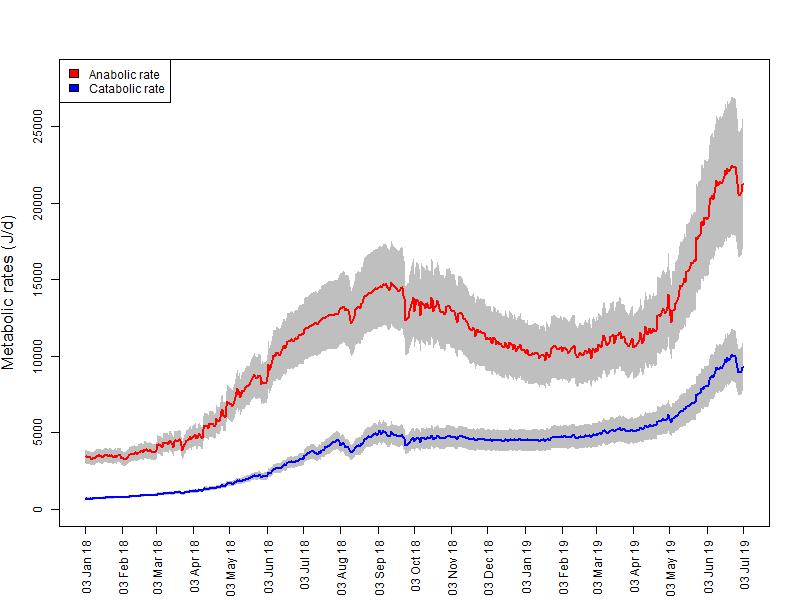 Anabolic rate
Catabolic rate
Metabolic rates (J/d)
25000
20000
15000
10000
5000
0
03 Jan 18
03 Feb 18
03 Mar 18
03 Apr 18
03 May 18
03 Jun 18
03 Jul 18
03 Aug 18
03 Sep 18
03 Oct 18
03 Nov 18
03 Dec 18
03 Jan 19
03 Feb 19
03 Mar 19
03 Apr 19
03 May 19
03 Jun 19
03 Jul 19